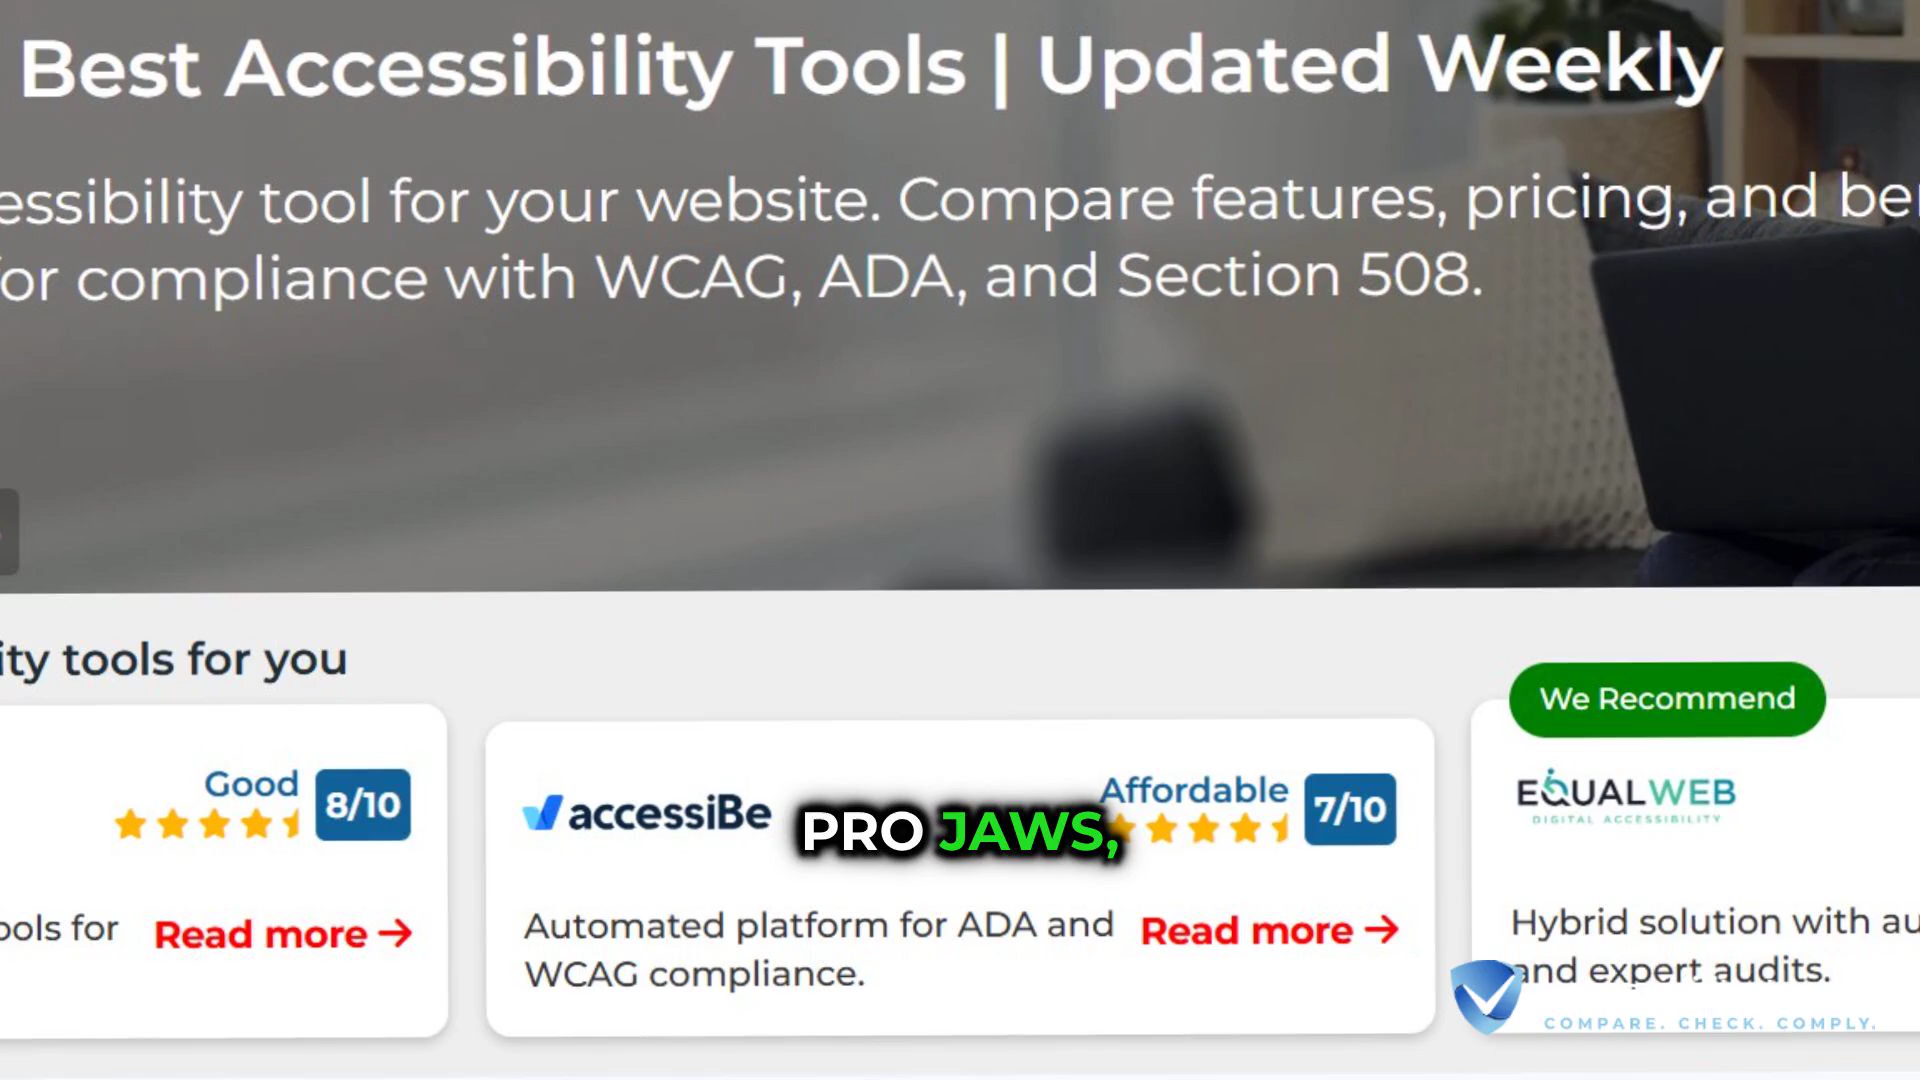 Best Accessibility Tools | Updated Weekly
essibility tool for your website. Compare features, pricing, and be
or compliance with WCAG, ADA, and Section 508.
ity tools for you
Good
8/10
ools for
Read more →
accessiBe
Affordable
7/10
PRO JAWS,
Automated platform for ADA and
WCAG compliance.
Read more →
We Recommend
EQUALWEB
DIGITAL ACCESSIBILITY
Hybrid solution with au
and expert audits.
COMPARE. CHECK. COMPLY.